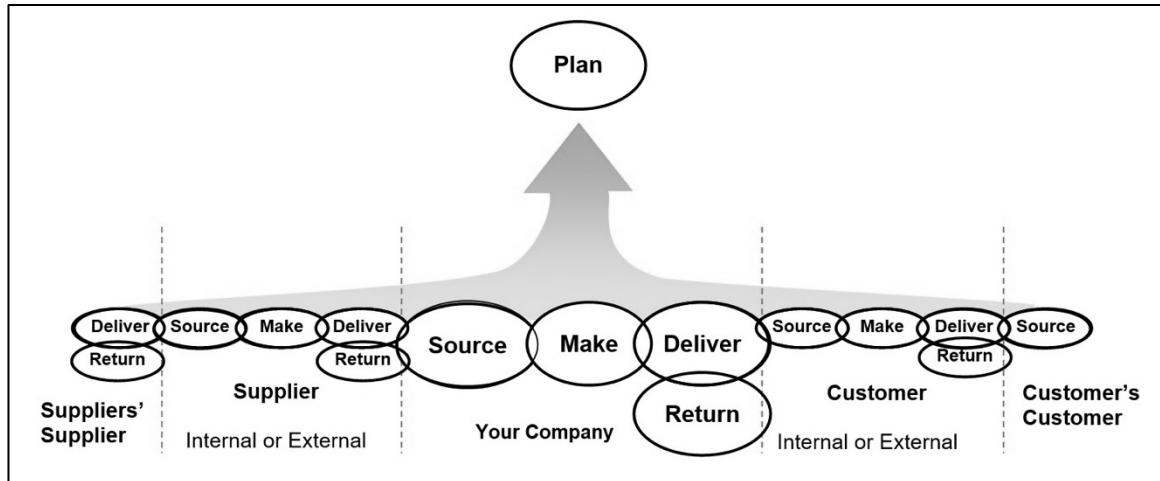 Plan
Deliver Source Make Deliver Source Make Deliver Source Make Deliver Source
Return Return Return Return
Supplier Customer
Suppliers' Customer's
Supplier Customer
Internal or External Your Company Internal or External